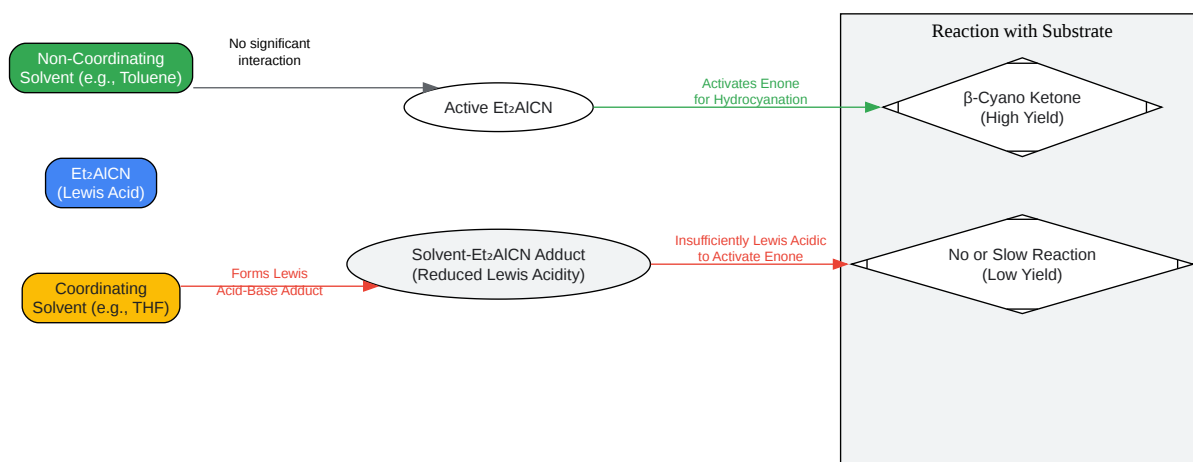 Reaction with Substrate
Non-Coordinating
Solvent (e.g., Toluene)
No significant
interaction
Active Et₂AlCN
Activates Enone
for Hydrocyanation
β-Cyano Ketone
(High Yield)
Et₂AlCN
(Lewis Acid)
Coordinating
Solvent (e.g., THF)
Forms Lewis
Acid-Base Adduct
Solvent-Et₂AlCN Adduct
(Reduced Lewis Acidity)
Insufficiently Lewis Acidic
to Activate Enone
No or Slow Reaction
(Low Yield)